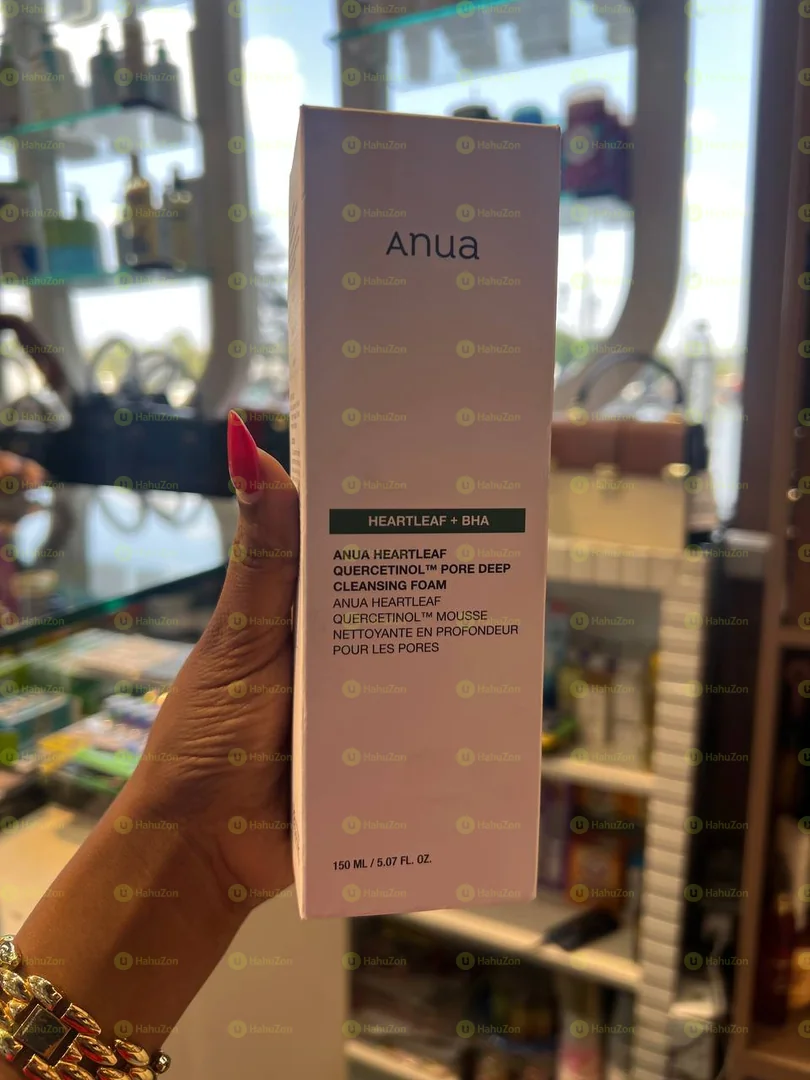 Anua
HEARTLEAF + BHA
ANUA HEARTLEAF
QUERCETINOL™ PORE DEEP
CLEANSING FOAM
ANUA HEARTLEAF
QUERCETINOL™ MOUSSE
NETTOYANTE EN PROFONDEUR
POUR LES PORES
150 ML / 5.07 FL. OZ.
HahuZon